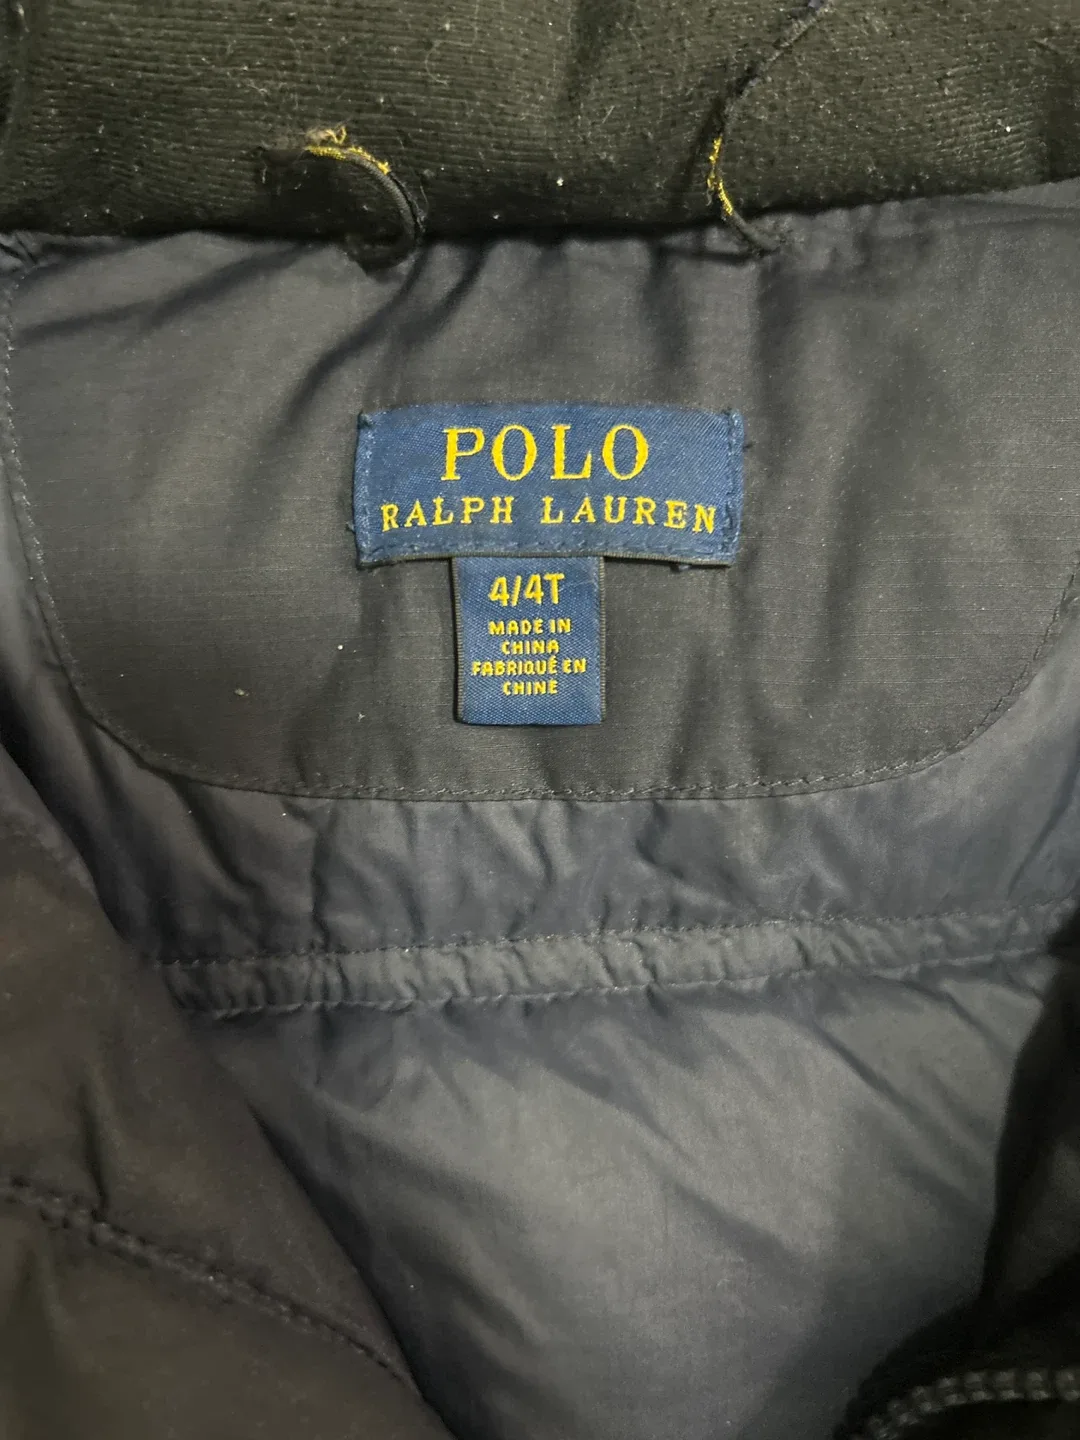 POLO
RALPH LAUREN
4/4T
MADE IN
CHINA
FABRIQUÉ EN
CHINE